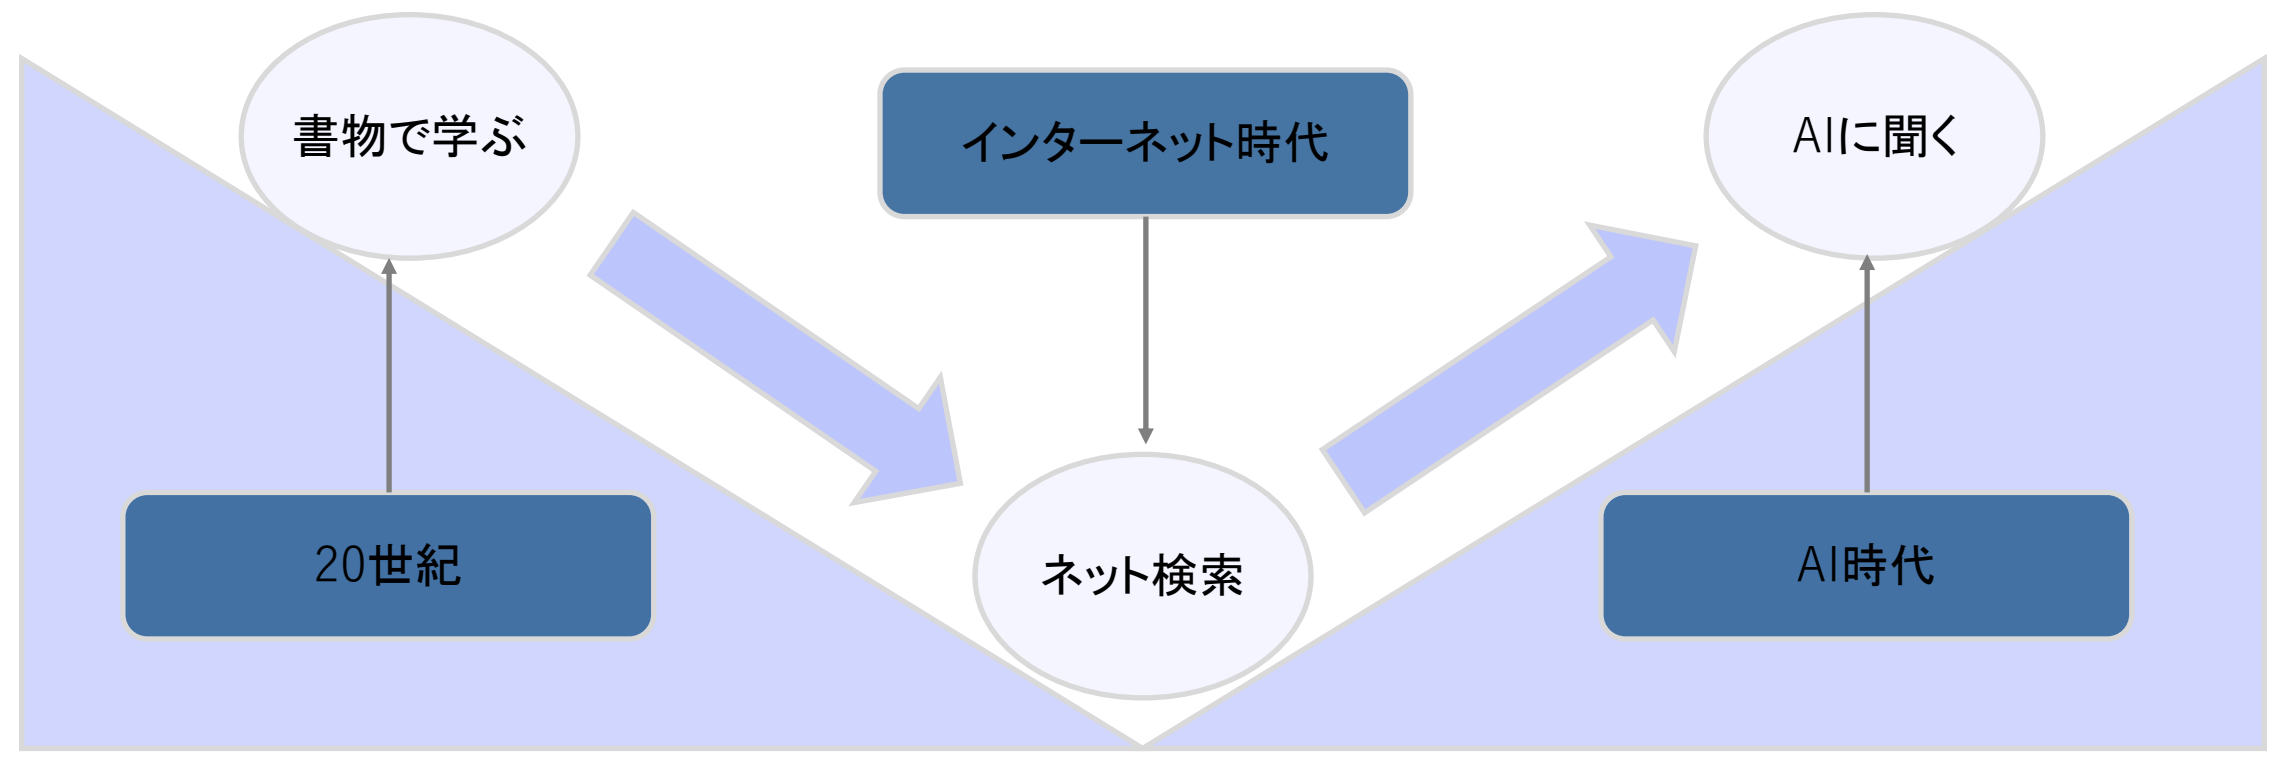 書物で学ぶ
インターネット時代
AIに聞く
20世紀
ネット検索
AI時代